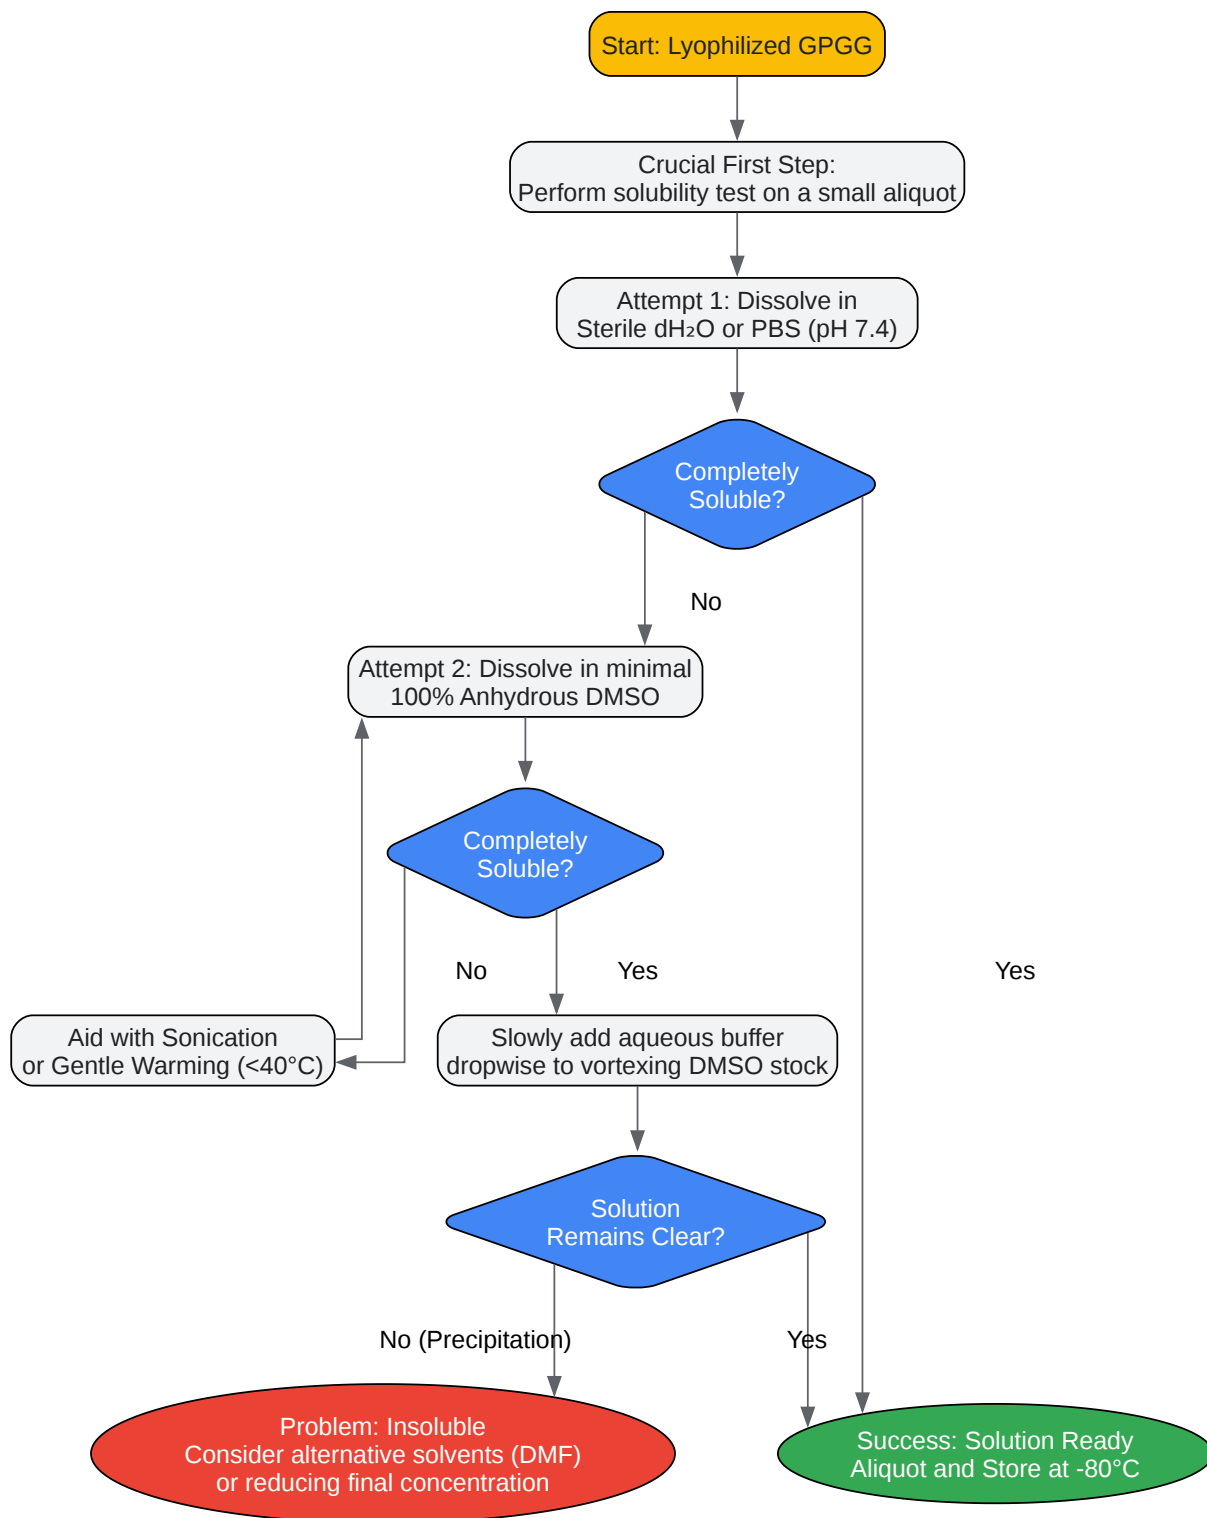 Start: Lyophilized GPGG
Crucial First Step:
Perform solubility test on a small aliquot
Attempt 1: Dissolve in
Sterile dH₂O or PBS (pH 7.4)
Completely
Soluble?
No
Attempt 2: Dissolve in minimal
100% Anhydrous DMSO
Completely
Soluble?
No
Yes
Yes
Aid with Sonication
or Gentle Warming (<40°C)
Slowly add aqueous buffer
dropwise to vortexing DMSO stock
Solution
Remains Clear?
No (Precipitation)
Yes
Problem: Insoluble
Consider alternative solvents (DMF)
or reducing final concentration
Success: Solution Ready
Aliquot and Store at -80°C